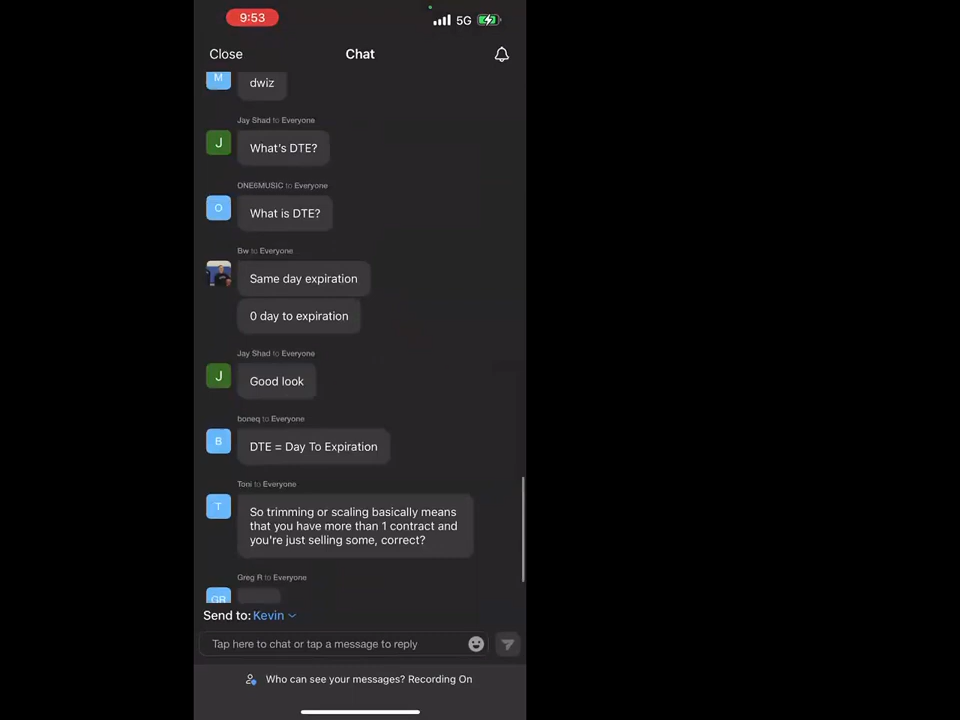 9:53
5G
Close
Chat
M
dwiz
Jay Shad to Everyone
J
What's DTE?
ONE6MUSIC to Everyone
O
What is DTE?
Bw to Everyone
Same day expiration
0 day to expiration
Jay Shad to Everyone
J
Good look
boneq to Everyone
B
DTE = Day To Expiration
Toni to Everyone
T
So trimming or scaling basically means
that you have more than 1 contract and
you're just selling some, correct?
Greg R to Everyone
GR
Send to: Kevin
Tap here to chat or tap a message to reply
Who can see your messages? Recording On